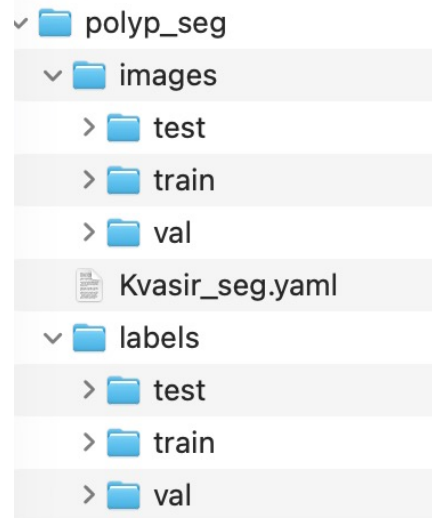 polyp_seg
images
test
train
val
Kvasir_seg.yaml
labels
test
train
val